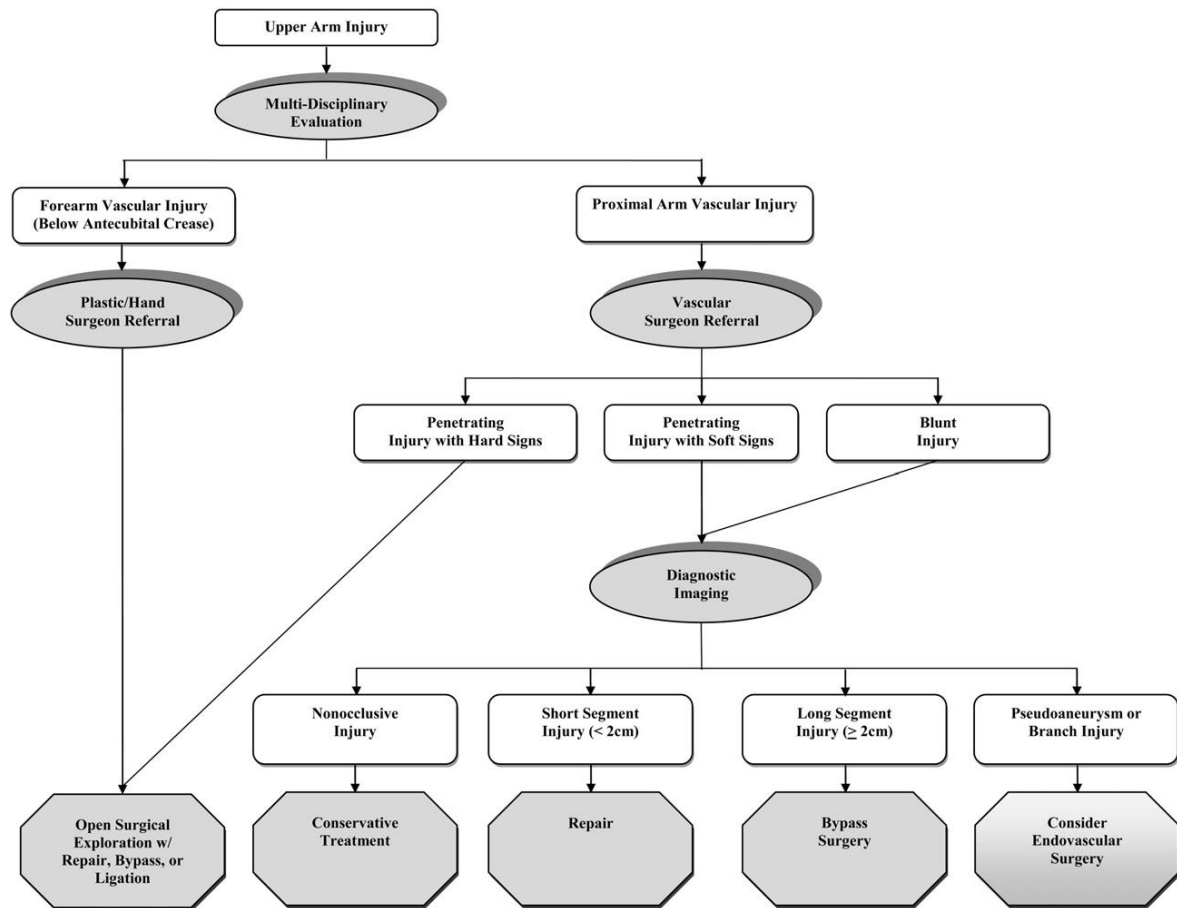 Upper Arm Injury
Multi-Disciplinary
Evaluation
Forearm Vascular Injury
(Below Antecubital Crease)
Proximal Arm Vascular Injury
Plastic/Hand
Surgeon Referral
Vascular
Surgeon Referral
Penetrating
Injury with Hard Signs
Penetrating
Injury with Soft Signs
Blunt
Injury
Diagnostic
Imaging
Nonocclusive
Injury
Short Segment
Injury (< 2cm)
Long Segment
Injury (≥ 2cm)
Pseudoaneurysm or
Branch Injury
Open Surgical
Exploration w/
Repair, Bypass, or
Ligation
Conservative
Treatment
Repair
Bypass
Surgery
Consider
Endovascular
Surgery